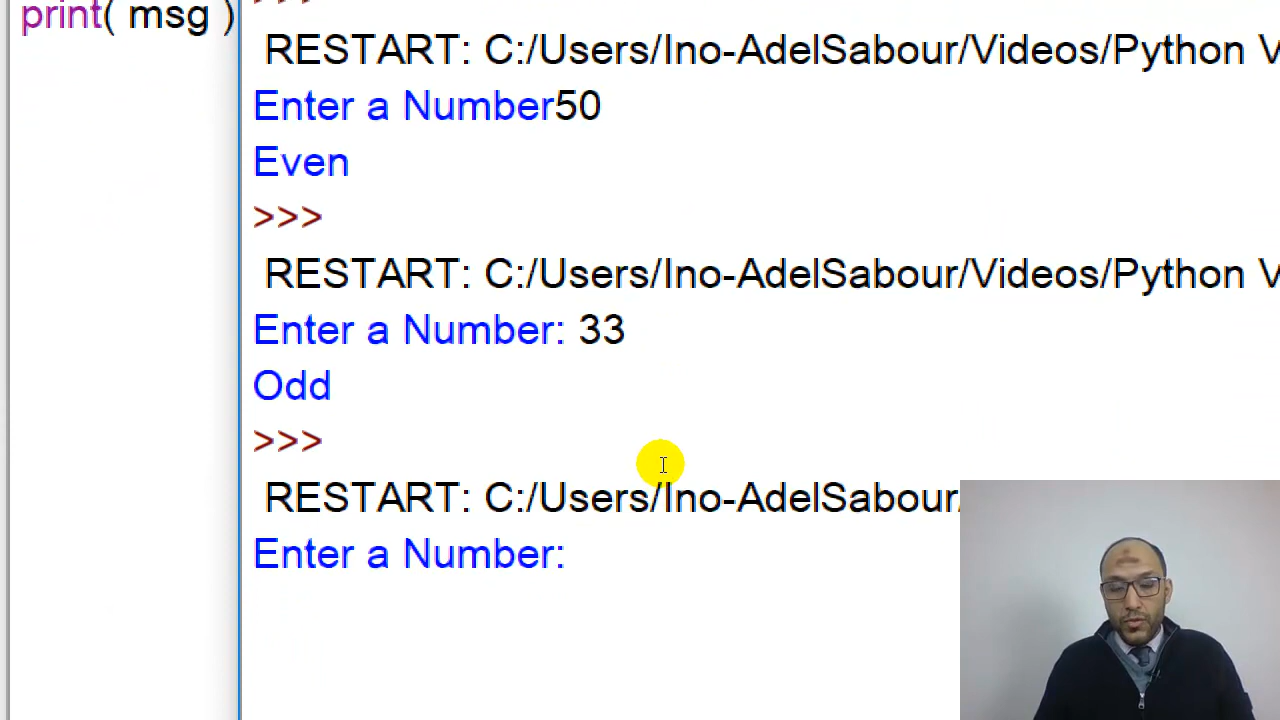 print( msg )
>>>
RESTART: C:/Users/Ino-AdelSabour/Videos/Python V
Enter a Number50
Even
>>>
RESTART: C:/Users/Ino-AdelSabour/Videos/Python V
Enter a Number: 33
Odd
>>>
RESTART: C:/Users/Ino-AdelSabour/
Enter a Number: